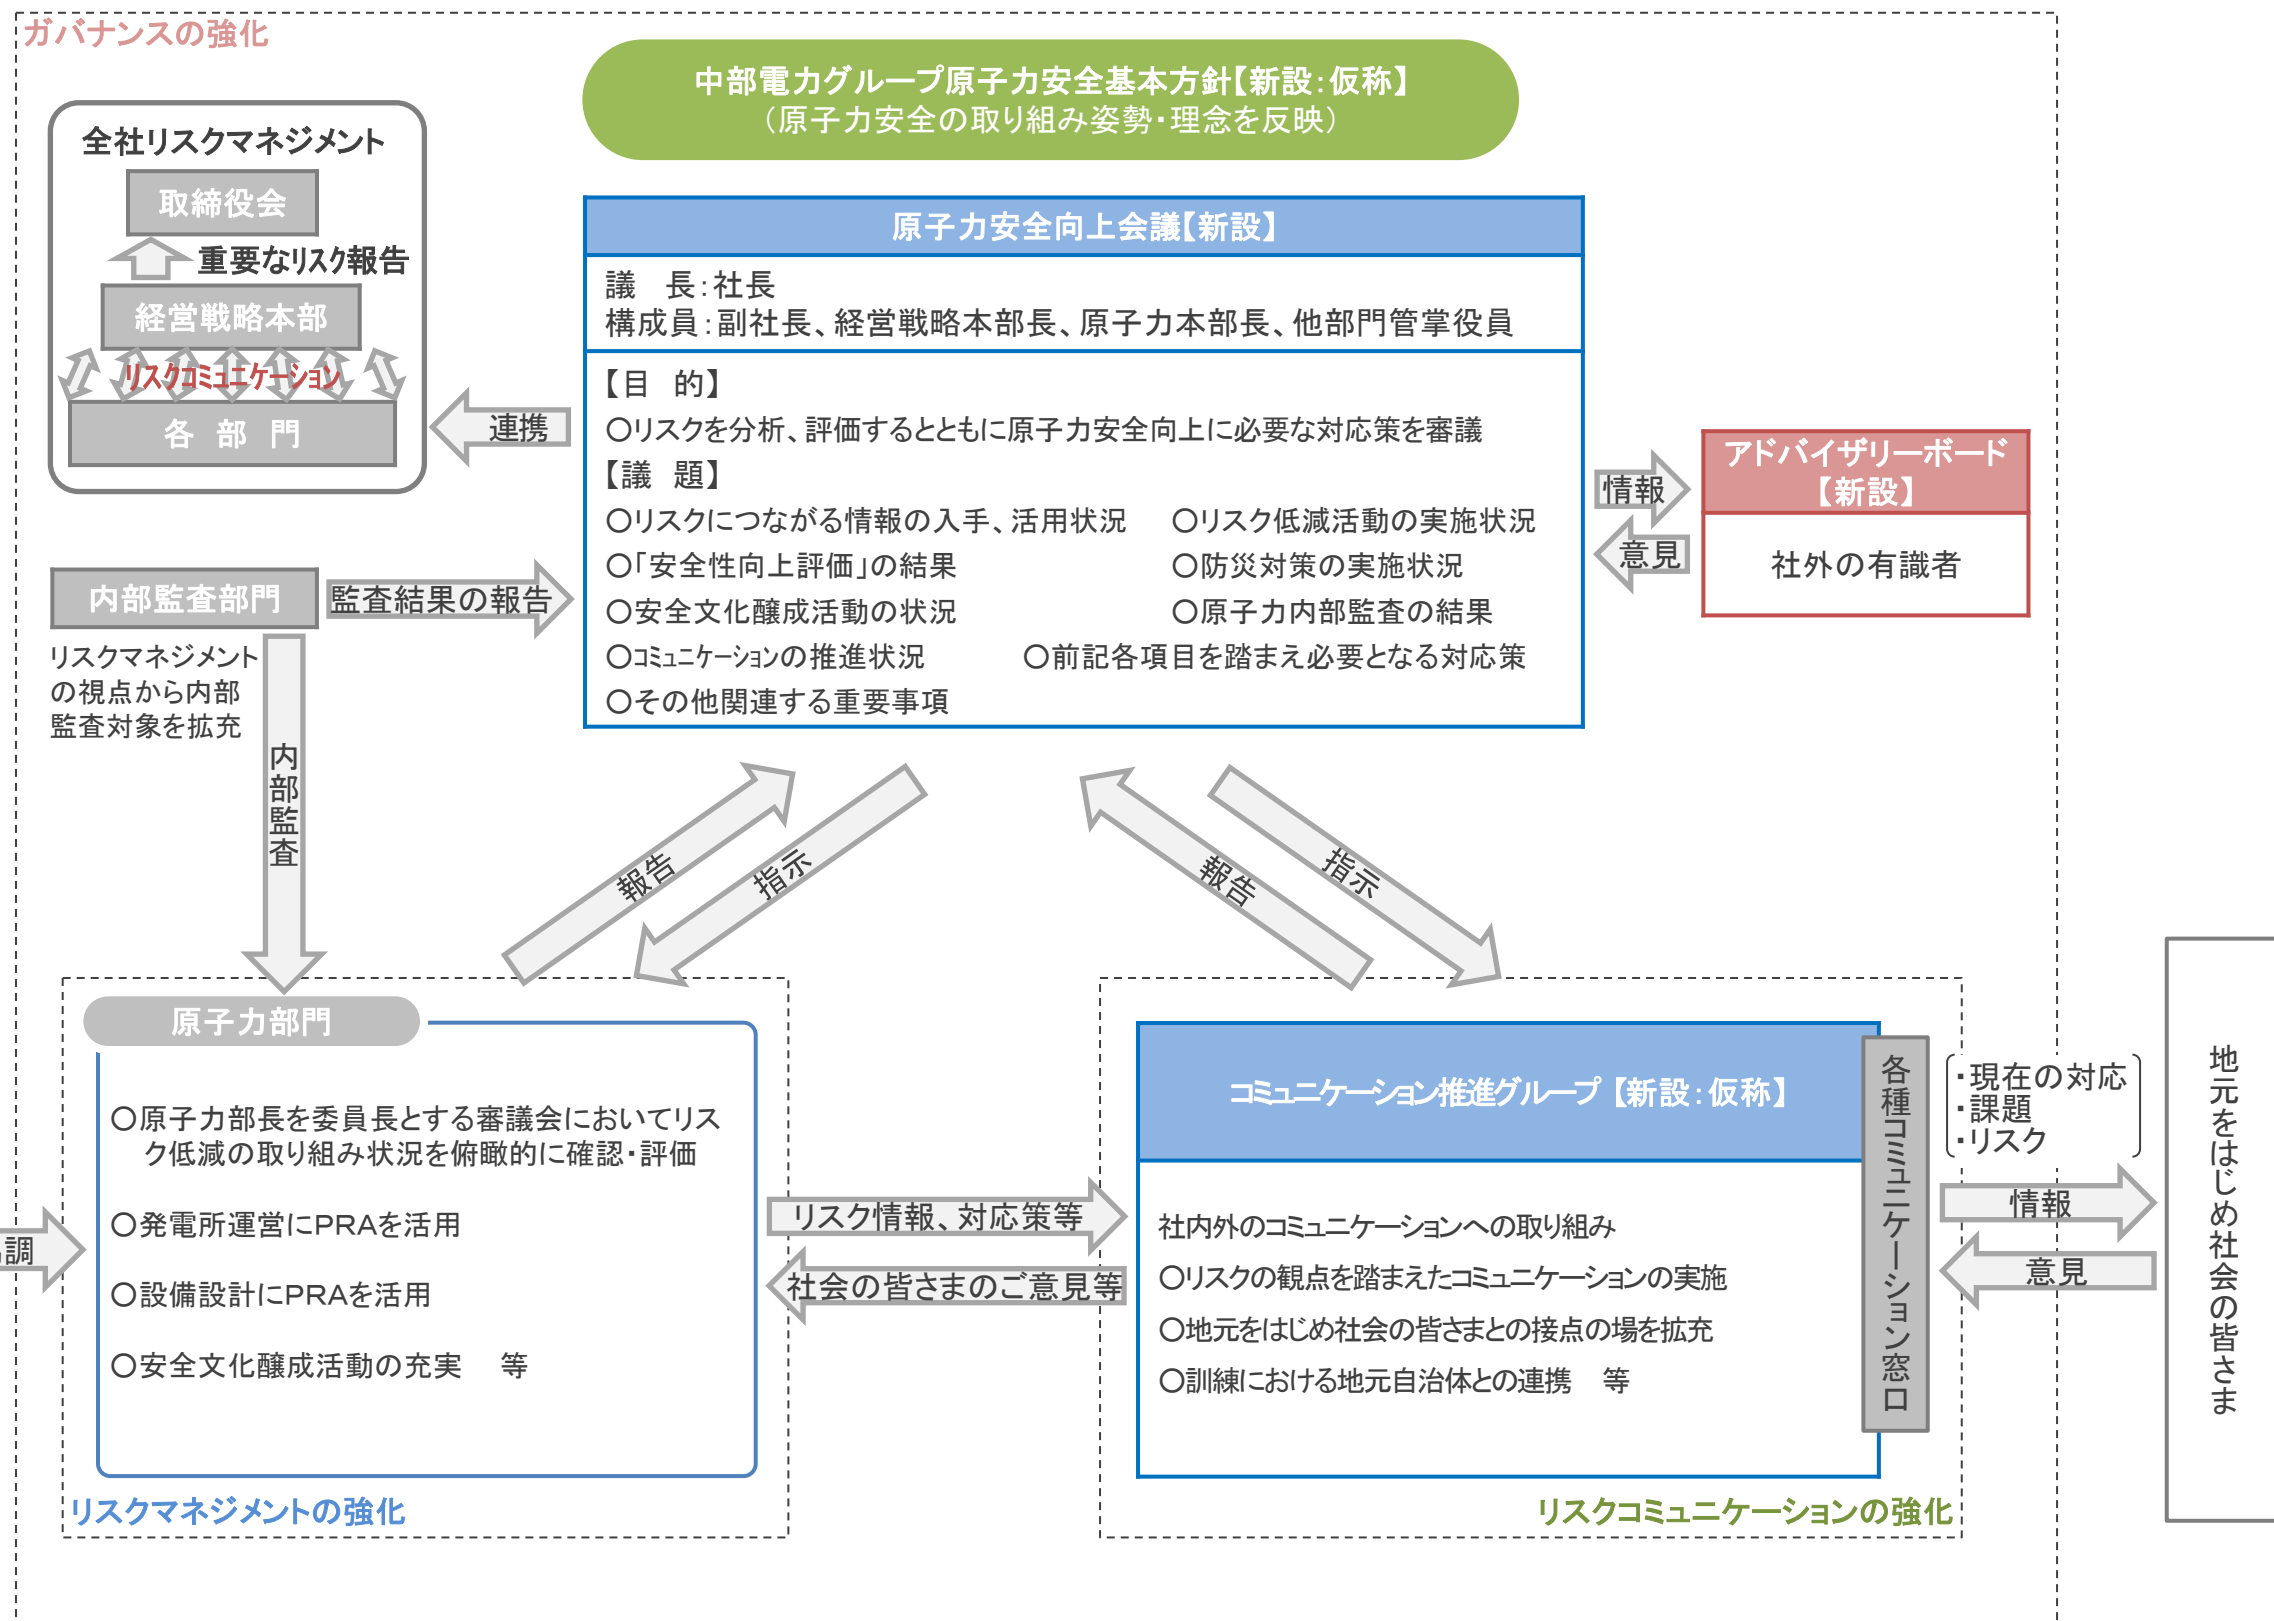 ガバナンスの強化
中部電力グループ原子力安全基本方針【新設：仮称】
（原子力安全の取り組み姿勢・理念を反映）
全社リスクマネジメント
取締役会
重要なリスク報告
経営戦略本部
リスクコミュニケーション
各　部　門
連携
原子力安全向上会議【新設】
議　長：社長
構成員：副社長、経営戦略本部長、原子力本部長、他部門管掌役員
【目　的】
○リスクを分析、評価するとともに原子力安全向上に必要な対応策を審議
【議　題】
○リスクにつながる情報の入手、活用状況　○リスク低減活動の実施状況
○「安全性向上評価」の結果　○防災対策の実施状況
○安全文化醸成活動の状況　○原子力内部監査の結果
○コミュニケーションの推進状況　○前記各項目を踏まえ必要となる対応策
○その他関連する重要事項
情報
意見
アドバイザリーボード
【新設】
社外の有識者
内部監査部門
監査結果の報告
リスクマネジメント
の視点から内部
監査対象を拡充
内部監査
報告
指示
報告
指示
原子力部門
○原子力部長を委員長とする審議会においてリス
ク低減の取り組み状況を俯瞰的に確認・評価
○発電所運営にPRAを活用
○設備設計にPRAを活用
○安全文化醸成活動の充実　等
調
リスクマネジメントの強化
リスク情報、対応策等
社会の皆さまのご意見等
コミュニケーション推進グループ【新設：仮称】
社内外のコミュニケーションへの取り組み
○リスクの観点を踏まえたコミュニケーションの実施
○地元をはじめ社会の皆さまとの接点の場を拡充
○訓練における地元自治体との連携　等
各種コミュニケーション窓口
リスクコミュニケーションの強化
・現在の対応
・課題
・リスク
情報
意見
地元をはじめ社会の皆さま